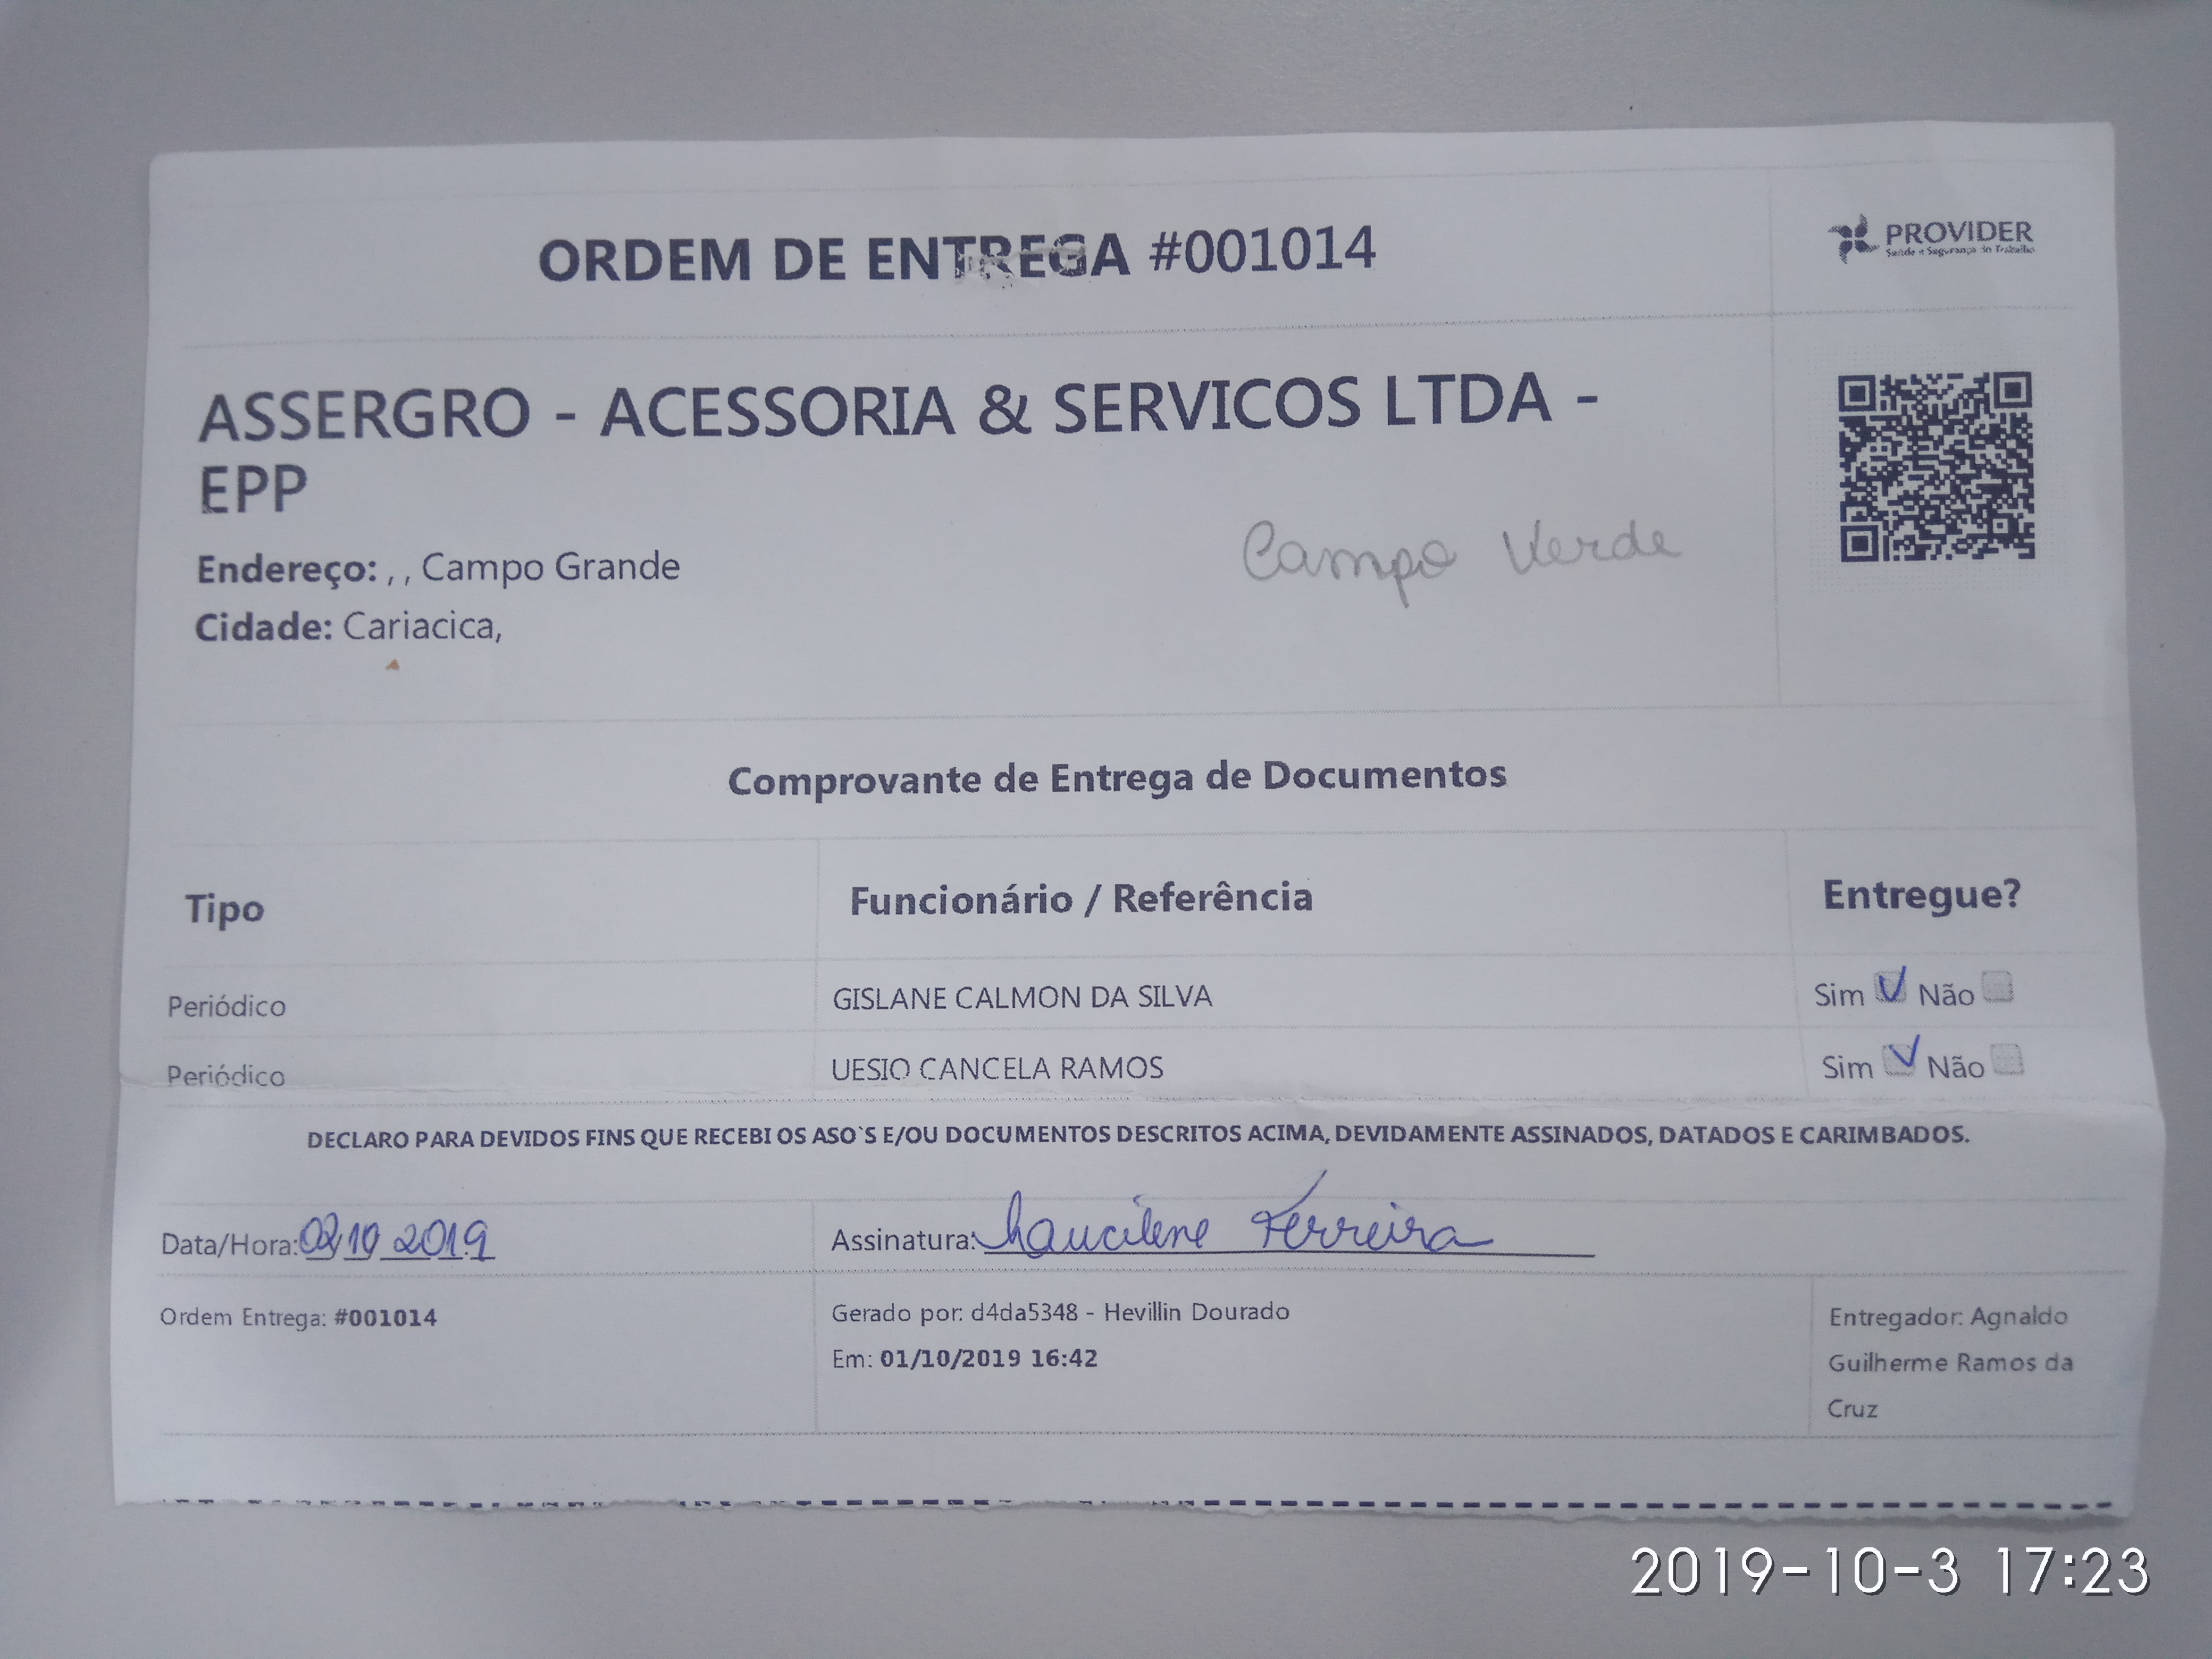 ORDEM DE ENTREGA #001014
PROVIDER
Saúde e Segurança do Trabalho
ASSERGRO - ACESSORIA & SERVICOS LTDA -
EPP
Campo Verde
Endereço: , , Campo Grande
Cidade: Cariacica,
Comprovante de Entrega de Documentos
Tipo Funcionário / Referência Entregue?
Periódico GISLANE CALMON DA SILVA Sim Não
Periódico UESIO CANCELA RAMOS Sim Não
DECLARO PARA DEVIDOS FINS QUE RECEBI OS ASO`S E/OU DOCUMENTOS DESCRITOS ACIMA, DEVIDAMENTE ASSINADOS, DATADOS E CARIMBADOS.
Data/Hora: 02/10 2019 Assinatura: Laucilene Ferreira
Ordem Entrega: #001014
Gerado por: d4da5348 - Hevillin Dourado
Em: 01/10/2019 16:42
Entregador: Agnaldo
Guilherme Ramos da
Cruz
2019-10-3 17:23